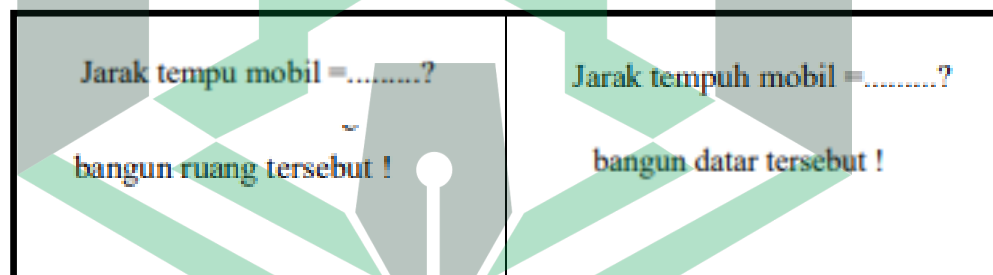 Jarak tempu mobil =.........?
bangun ruang tersebut !
Jarak tempuh mobil =.........?
bangun datar tersebut !